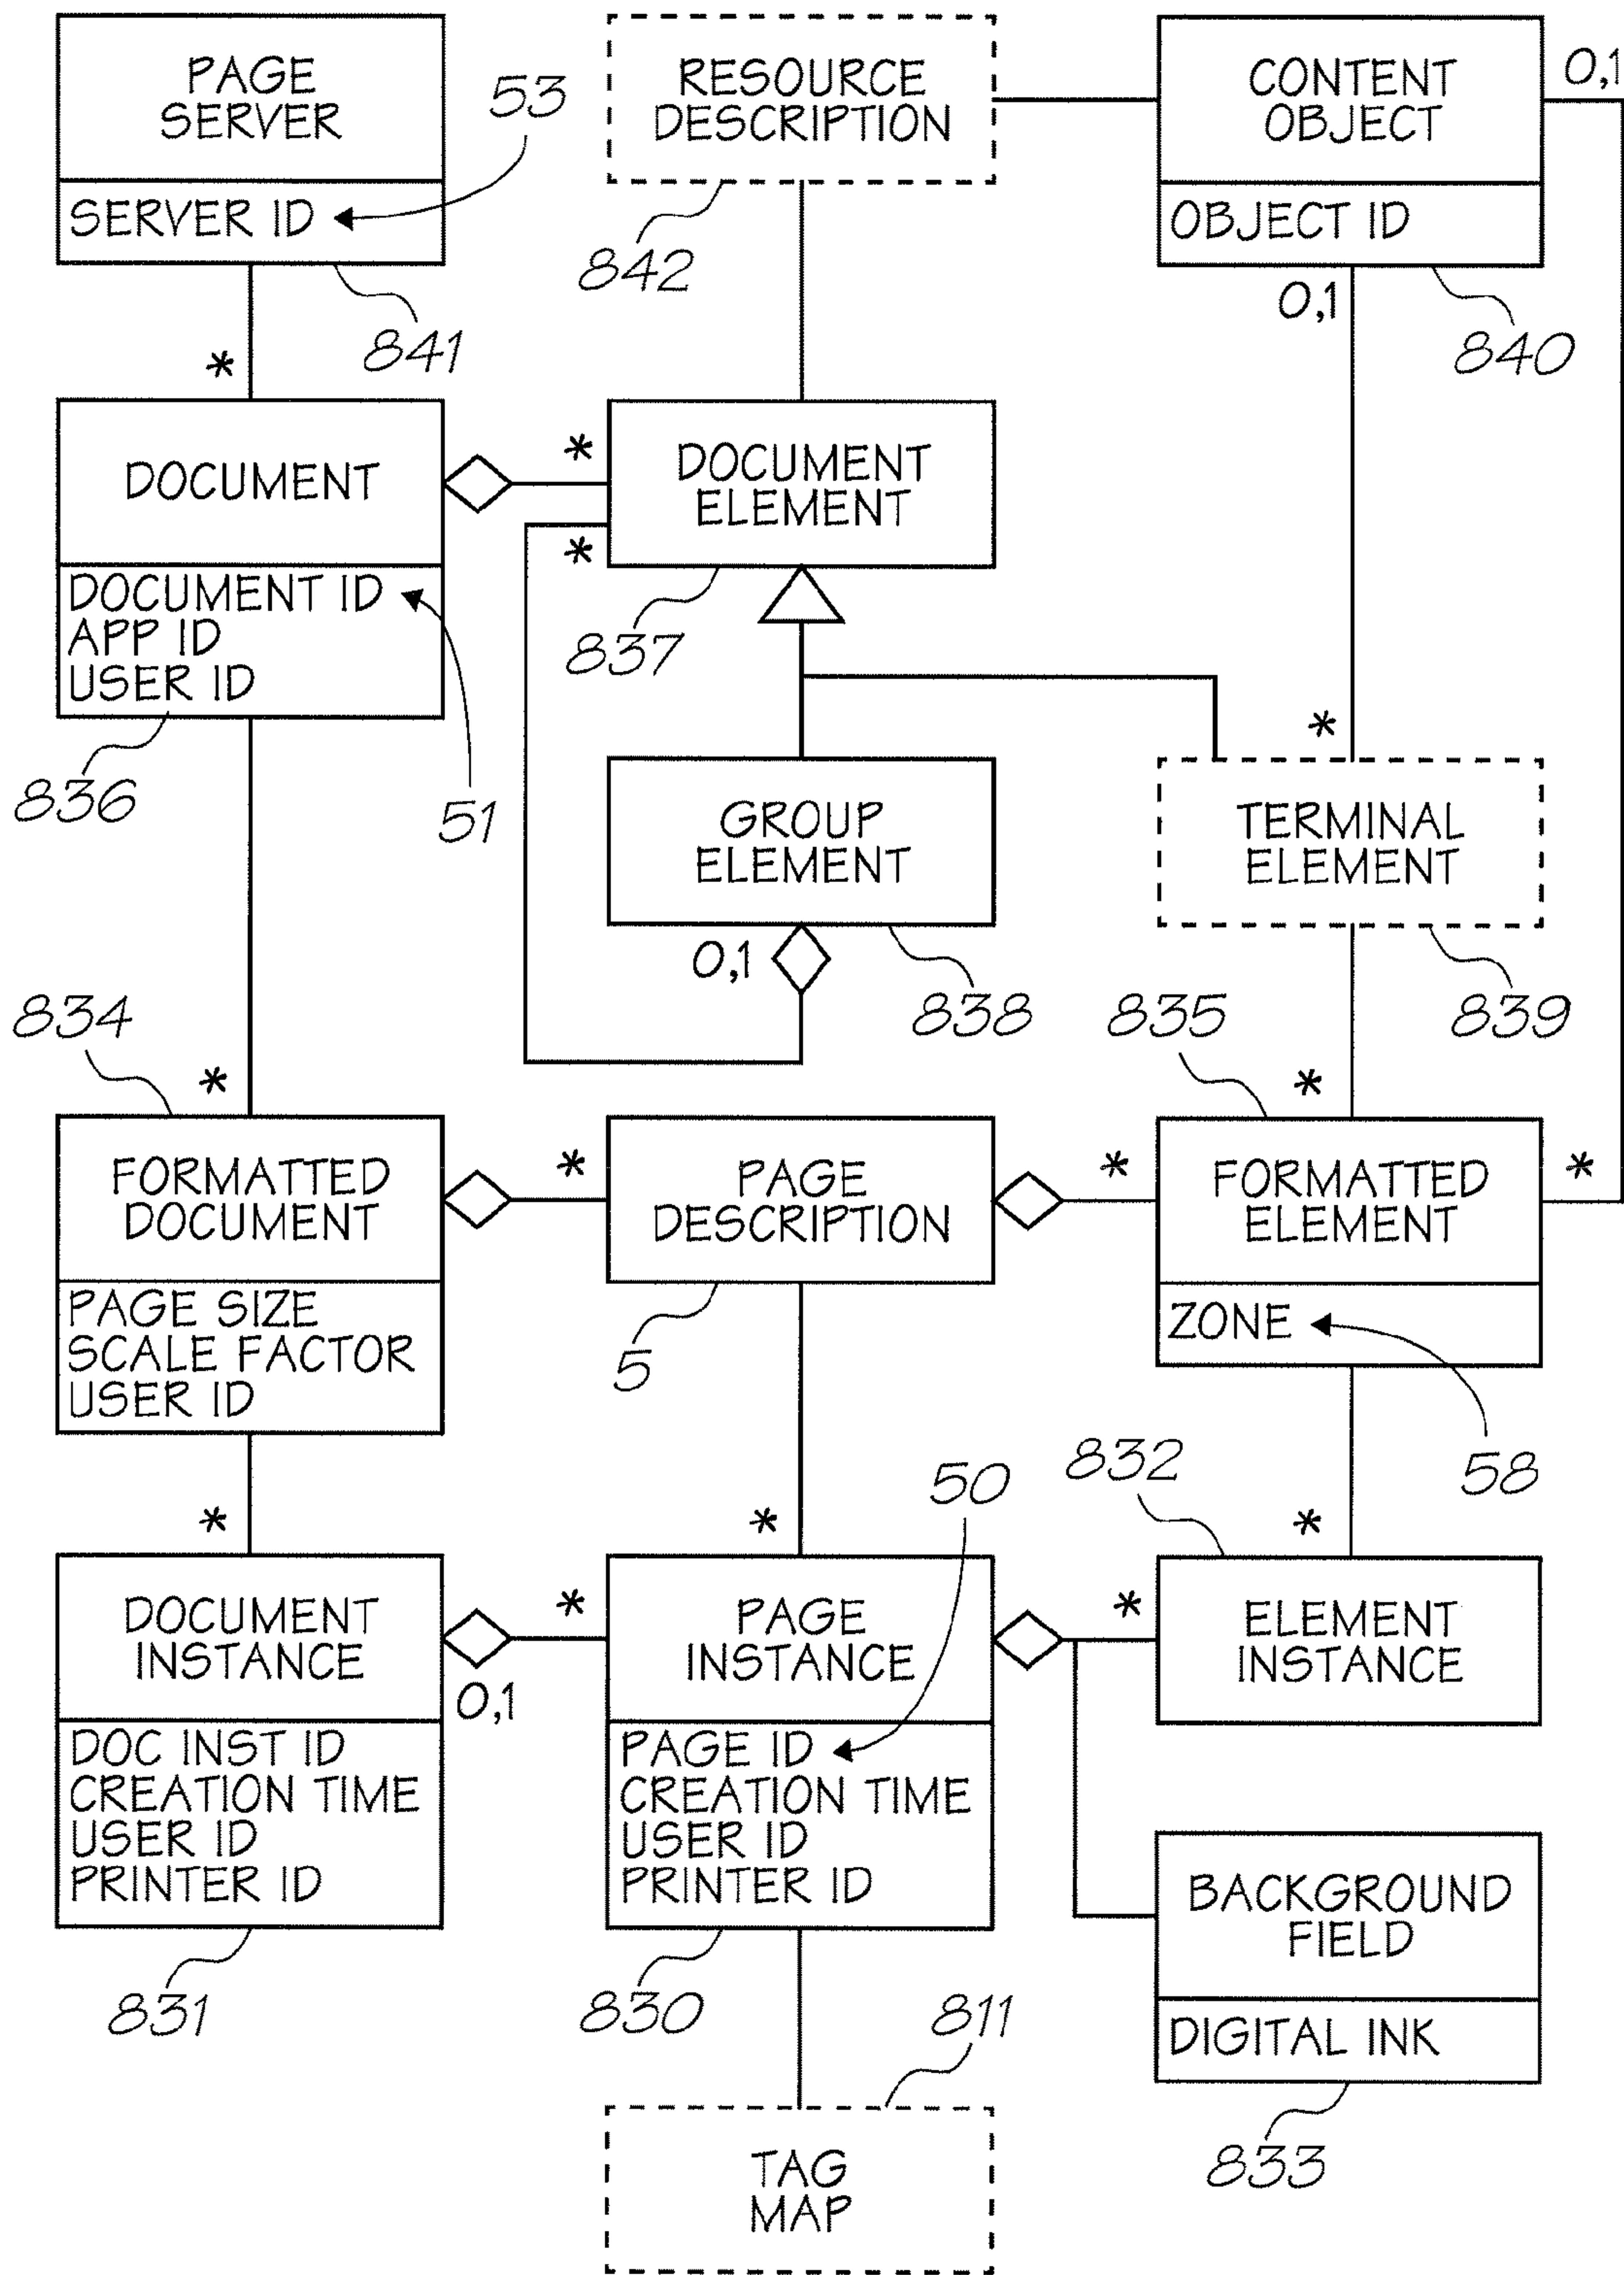 PAGE
SERVER
SERVER ID
53
841
RESOURCE
DESCRIPTION
842
CONTENT
OBJECT
OBJECT ID
0,1
0,1
840
*
DOCUMENT
DOCUMENT ID
APP ID
USER ID
836
51
*
*
DOCUMENT
ELEMENT
837
GROUP
ELEMENT
0,1
838
*
TERMINAL
ELEMENT
839
834
*
FORMATTED
DOCUMENT
PAGE SIZE
SCALE FACTOR
USER ID
*
PAGE
DESCRIPTION
5
835
*
*
FORMATTED
ELEMENT
*
ZONE
58
*
DOCUMENT
INSTANCE
0,1
DOC INST ID
CREATION TIME
USER ID
PRINTER ID
831
*
*
50
PAGE
INSTANCE
PAGE ID
CREATION TIME
USER ID
PRINTER ID
830
832
*
*
ELEMENT
INSTANCE
BACKGROUND
FIELD
DIGITAL INK
833
811
TAG
MAP